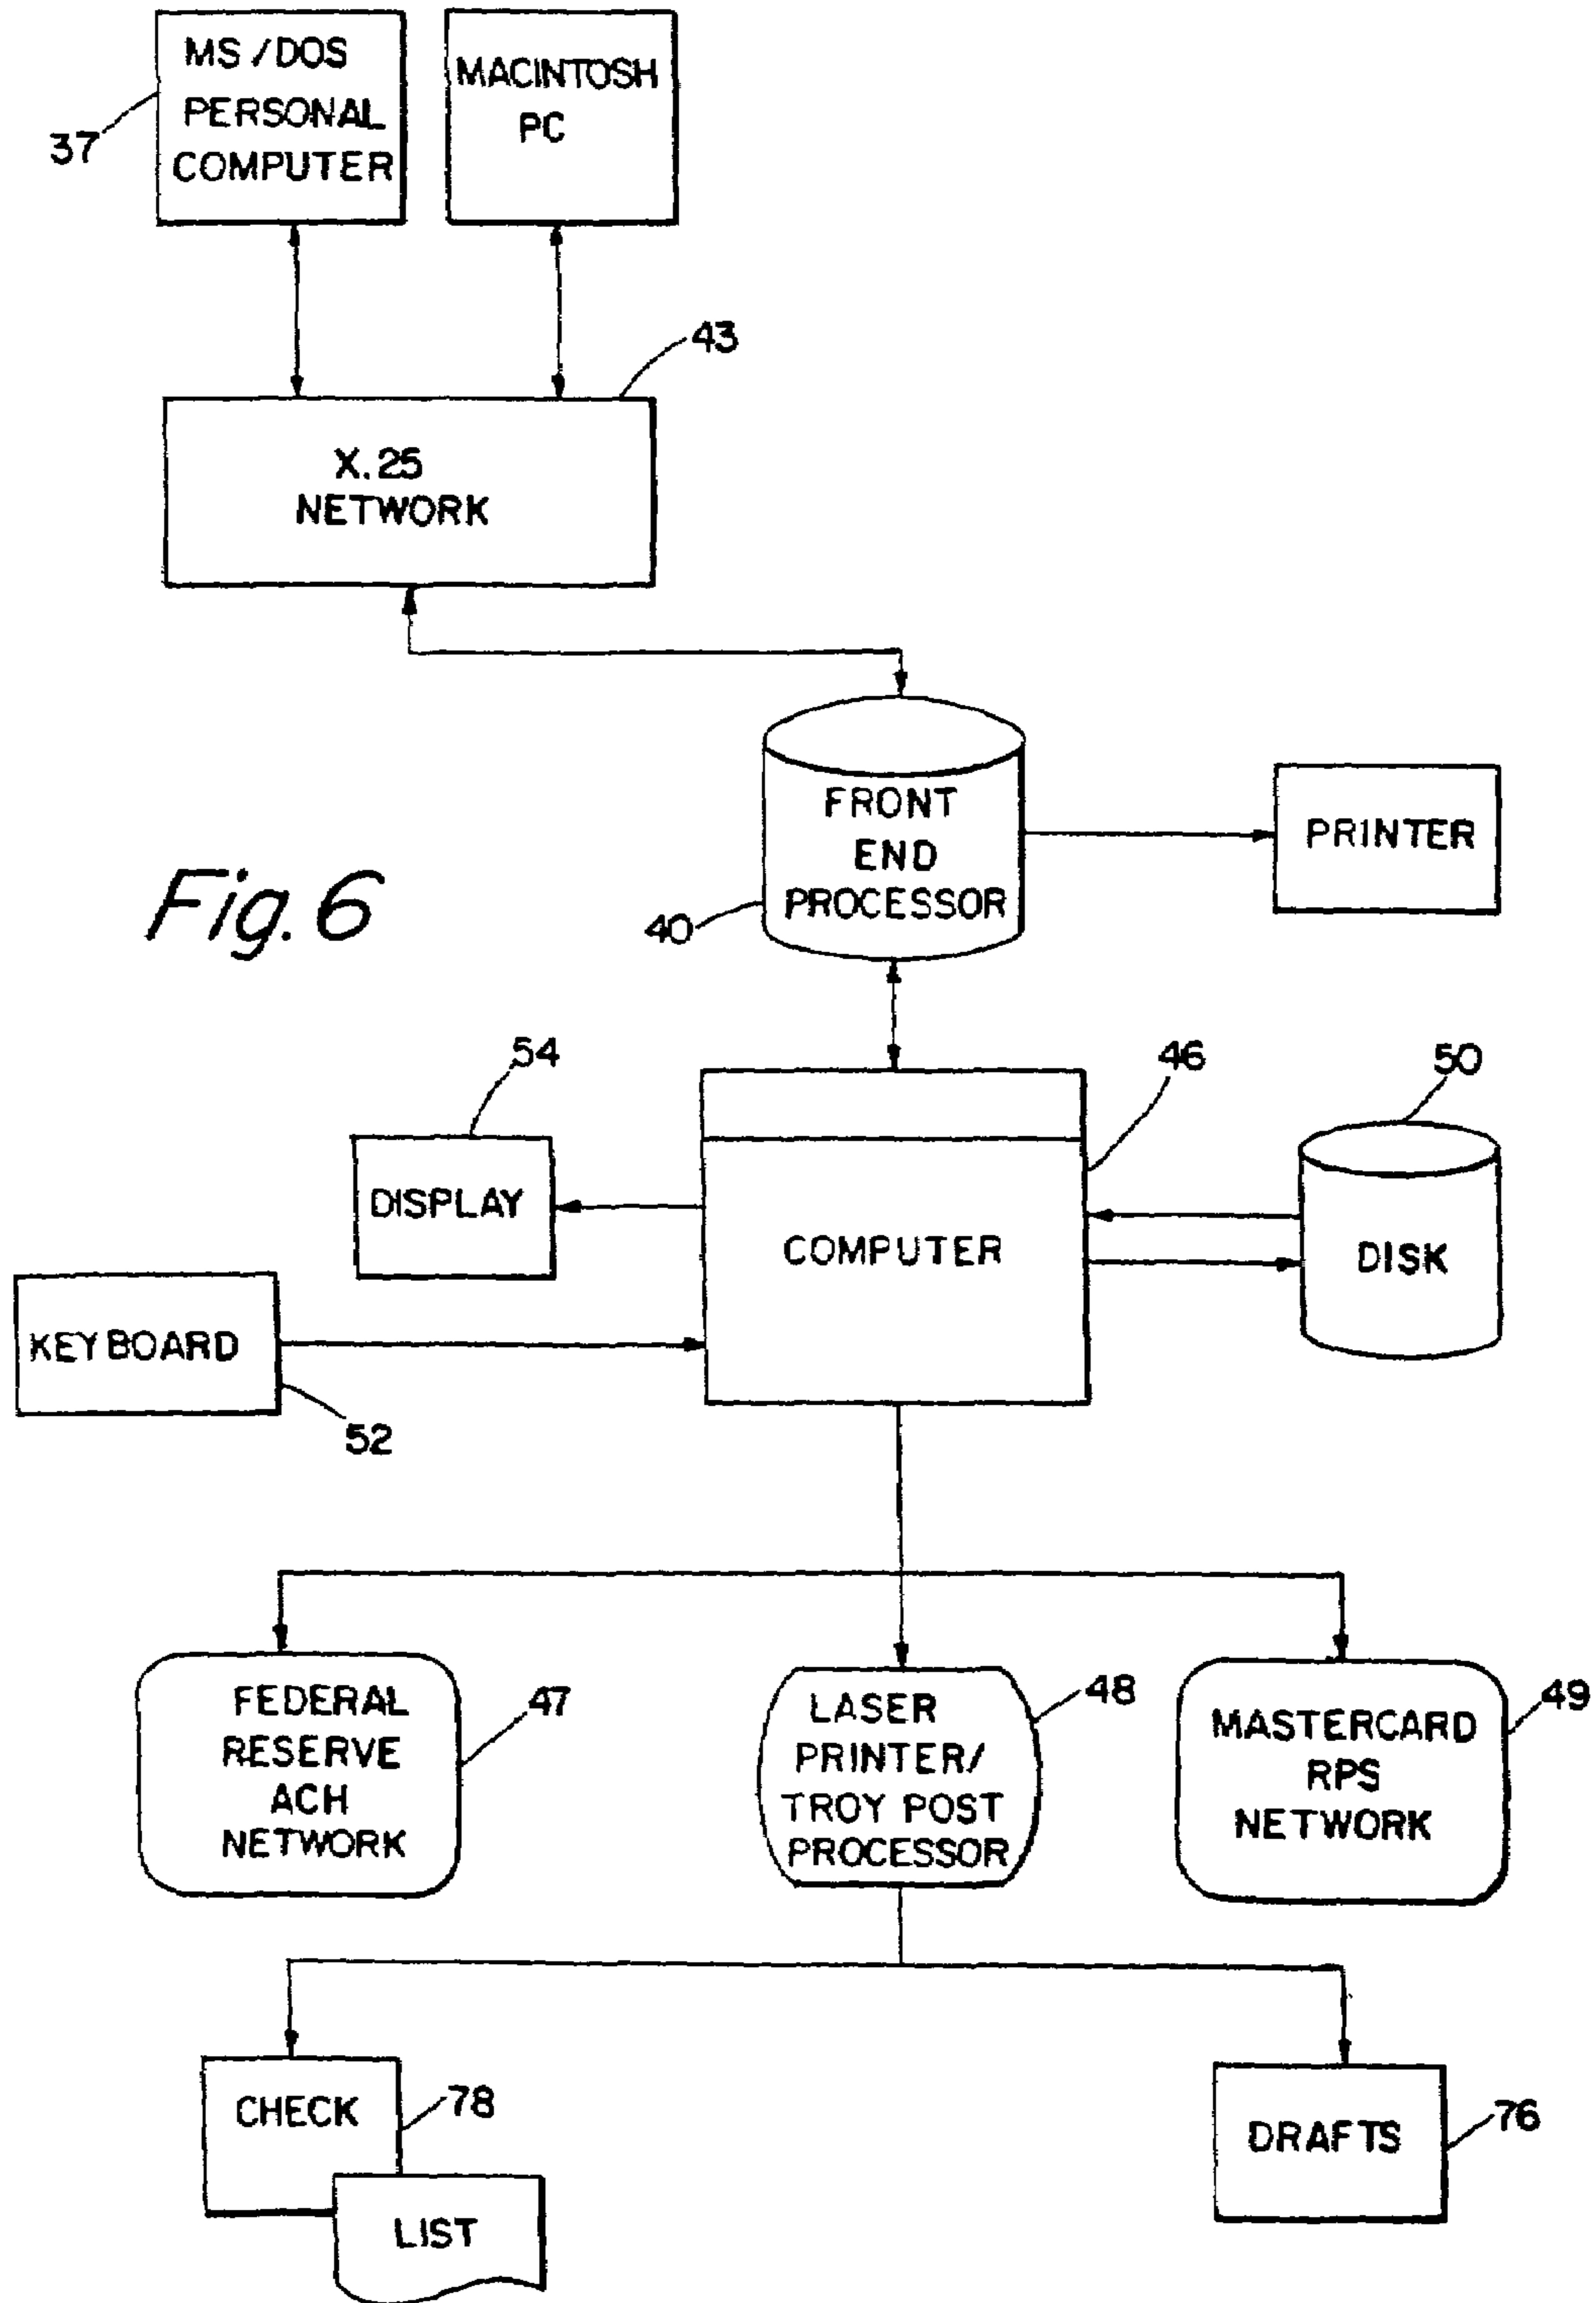 MS/DOS
PERSONAL
COMPUTER
MACINTOSH
PC
37
43
X.25
NETWORK
FRONT
END
PROCESSOR
PRINTER
40
Fig. 6
54
46
50
DISPLAY
COMPUTER
DISK
KEYBOARD
52
FEDERAL
RESERVE
ACH
NETWORK
47
LASER
PRINTER/
TROY POST
PROCESSOR
48
MASTERCARD
RPS
NETWORK
49
CHECK
78
LIST
DRAFTS
76